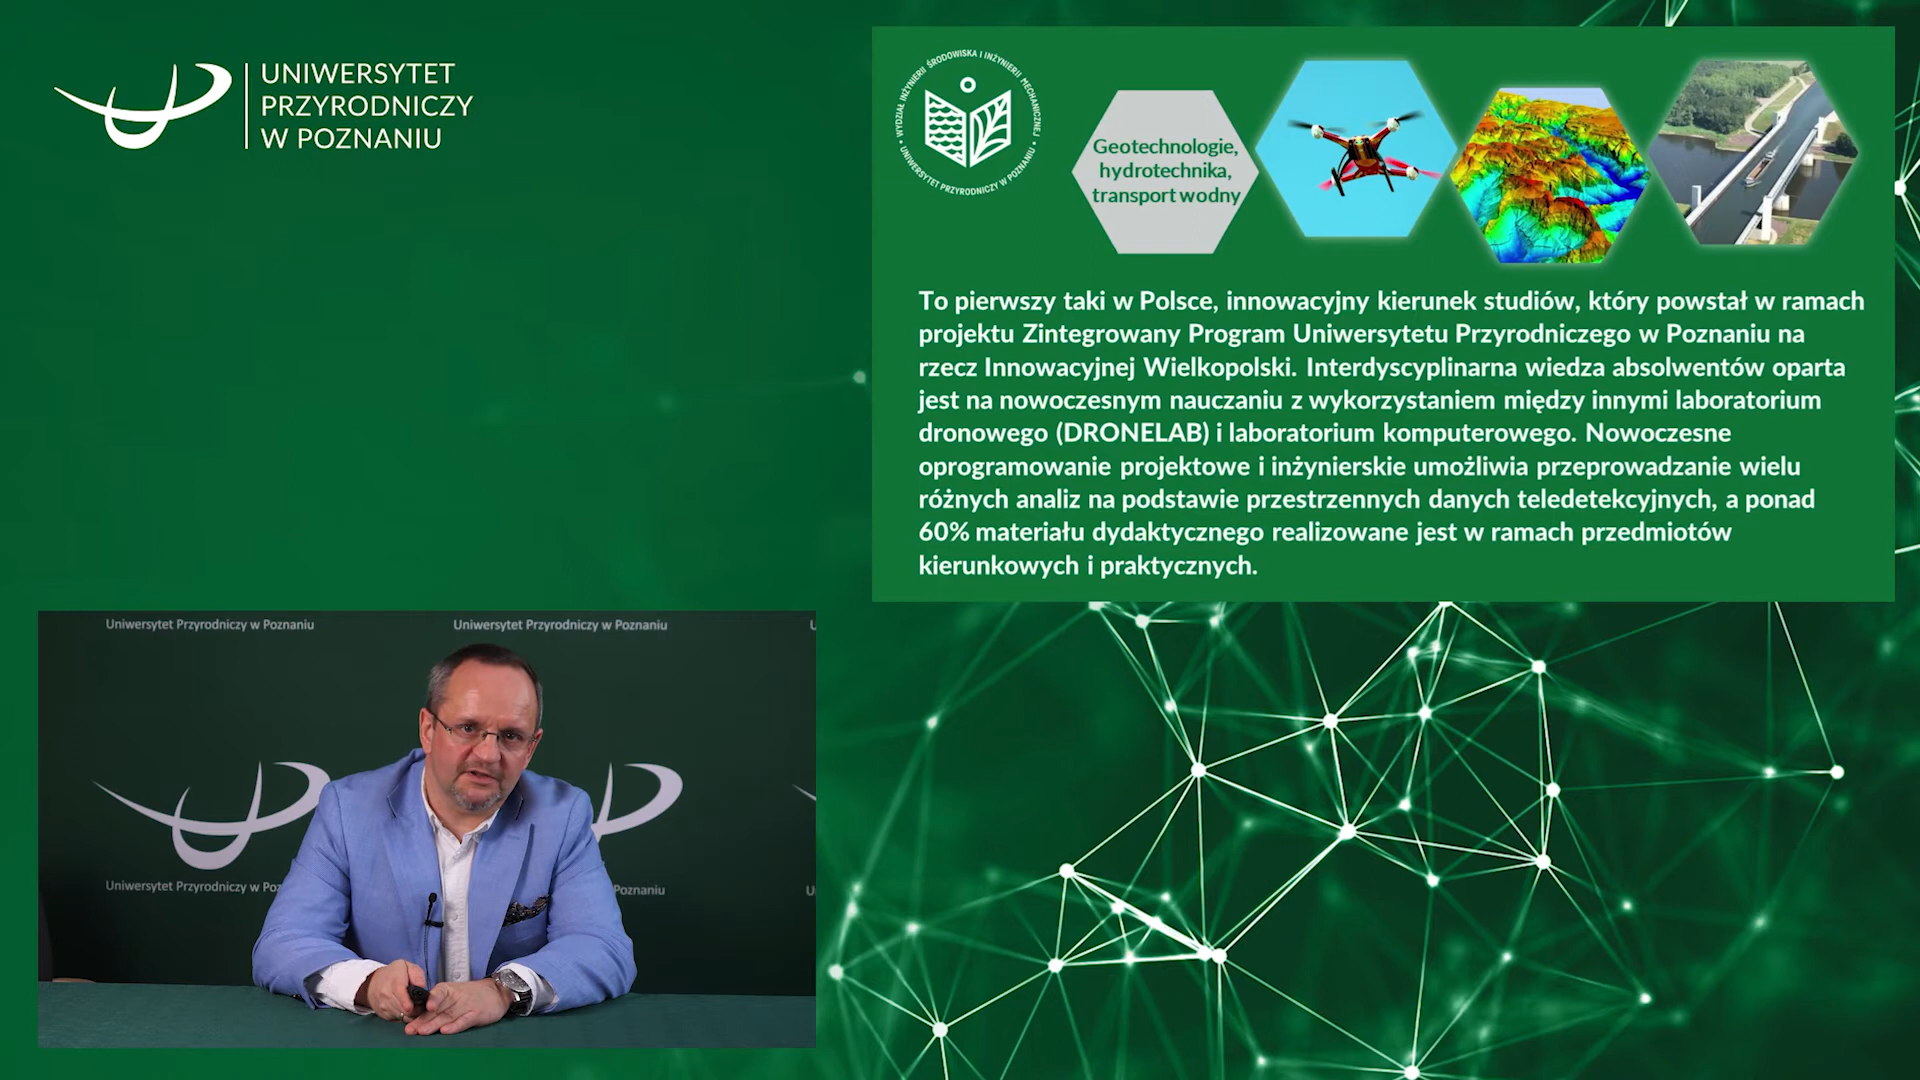 UNIWERSYTET
PRZYRODNICZY
W POZNANIU
WYDZIAŁ INŻYNIERII ŚRODOWISKA I INŻYNIERII MECHANICZNEJ
UNIWERSYTET PRZYRODNICZY W POZNANIU
Geotechnologie,
hydrotechnika,
transport wodny
To pierwszy taki w Polsce, innowacyjny kierunek studiów, który powstał w ramach
projektu Zintegrowany Program Uniwersytetu Przyrodniczego w Poznaniu na
rzecz Innowacyjnej Wielkopolski. Interdyscyplinarna wiedza absolwentów oparta
jest na nowoczesnym nauczaniu z wykorzystaniem między innymi laboratorium
dronowego (DRONELAB) i laboratorium komputerowego. Nowoczesne
oprogramowanie projektowe i inżynierskie umożliwia przeprowadzanie wielu
różnych analiz na podstawie przestrzennych danych teledetekcyjnych, a ponad
60% materiału dydaktycznego realizowane jest w ramach przedmiotów
kierunkowych i praktycznych.
Uniwersytet Przyrodniczy w Poznaniu
Uniwersytet Przyrodniczy w Poznaniu
U
Uniwersytet Przyrodniczy w Poz
Poznaniu
U